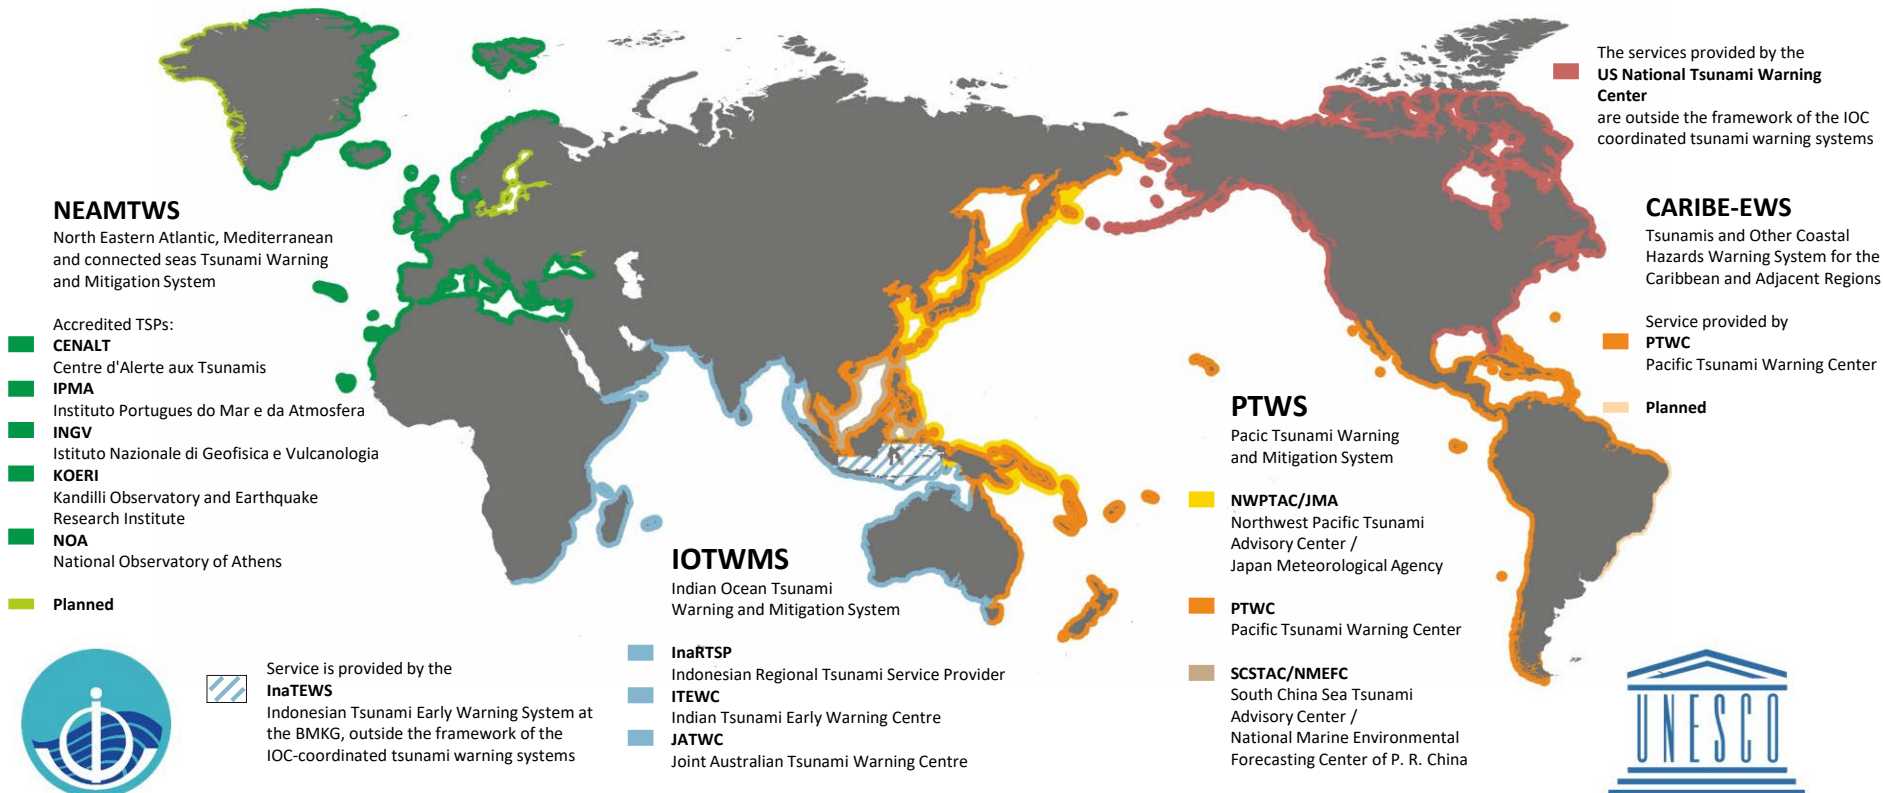 NEAMTWS
North Eastern Atlantic, Mediterranean
and connected seas Tsunami Warning
and Mitigation System
Accredited TSPs:
CENALT
Centre d'Alerte aux Tsunamis
IPMA
Instituto Portugues do Mar e da Atmosfera
INGV
Istituto Nazionale di Geofisica e Vulcanologia
KOERI
Kandilli Observatory and Earthquake
Research Institute
NOA
National Observatory of Athens
Planned
Service is provided by the
InaTEWS
Indonesian Tsunami Early Warning System at
the BMKG, outside the framework of the
IOC-coordinated tsunami warning systems
IOTWMS
Indian Ocean Tsunami
Warning and Mitigation System
InaRTSP
Indonesian Regional Tsunami Service Provider
ITEWC
Indian Tsunami Early Warning Centre
JATWC
Joint Australian Tsunami Warning Centre
PTWS
Pacic Tsunami Warning
and Mitigation System
NWPTAC/JMA
Northwest Pacific Tsunami
Advisory Center /
Japan Meteorological Agency
PTWC
Pacific Tsunami Warning Center
SCSTAC/NMEFC
South China Sea Tsunami
Advisory Center /
National Marine Environmental
Forecasting Center of P. R. China
The services provided by the
US National Tsunami Warning
Center
are outside the framework of the IOC
coordinated tsunami warning systems
CARIBE-EWS
Tsunamis and Other Coastal
Hazards Warning System for the
Caribbean and Adjacent Regions
Service provided by
PTWC
Pacific Tsunami Warning Center
Planned
UNESCO